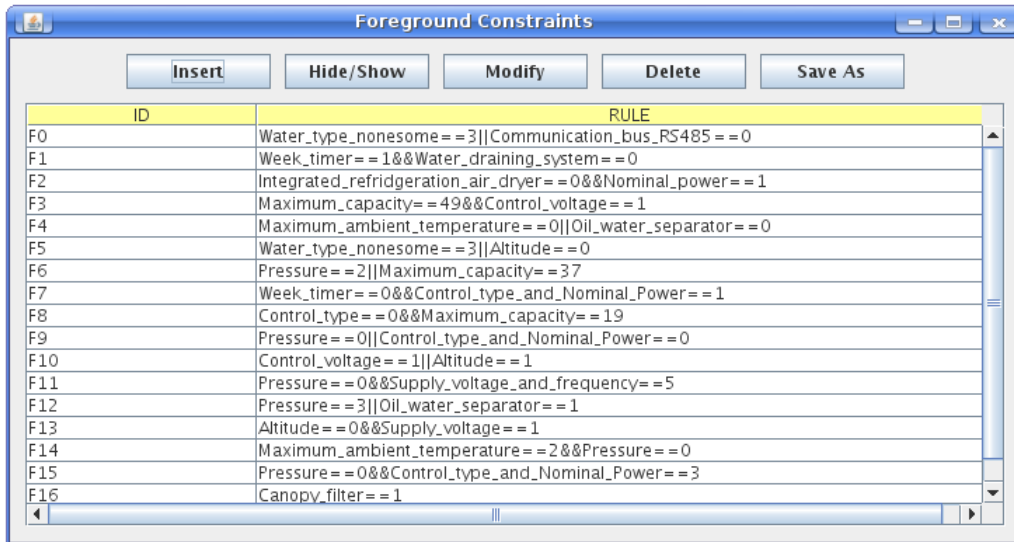 Foreground Constraints
Insert Hide/Show Modify Delete Save As
ID RULE
F0 Water_type_nonesome==3||Communication_bus_RS485==0
F1 Week_timer==1&&Water_draining_system==0
F2 Integrated_refridgeration_air_dryer==0&&Nominal_power==1
F3 Maximum_capacity==49&&Control_voltage==1
F4 Maximum_ambient_temperature==0||Oil_water_separator==0
F5 Water_type_nonesome==3||Altitude==0
F6 Pressure==2||Maximum_capacity==37
F7 Week_timer==0&&Control_type_and_Nominal_Power==1
F8 Control_type==0&&Maximum_capacity==19
F9 Pressure==0||Control_type_and_Nominal_Power==0
F10 Control_voltage==1||Altitude==1
F11 Pressure==0&&Supply_voltage_and_frequency==5
F12 Pressure==3||Oil_water_separator==1
F13 Altitude==0&&Supply_voltage==1
F14 Maximum_ambient_temperature==2&&Pressure==0
F15 Pressure==0&&Control_type_and_Nominal_Power==3
F16 Canopy_filter==1